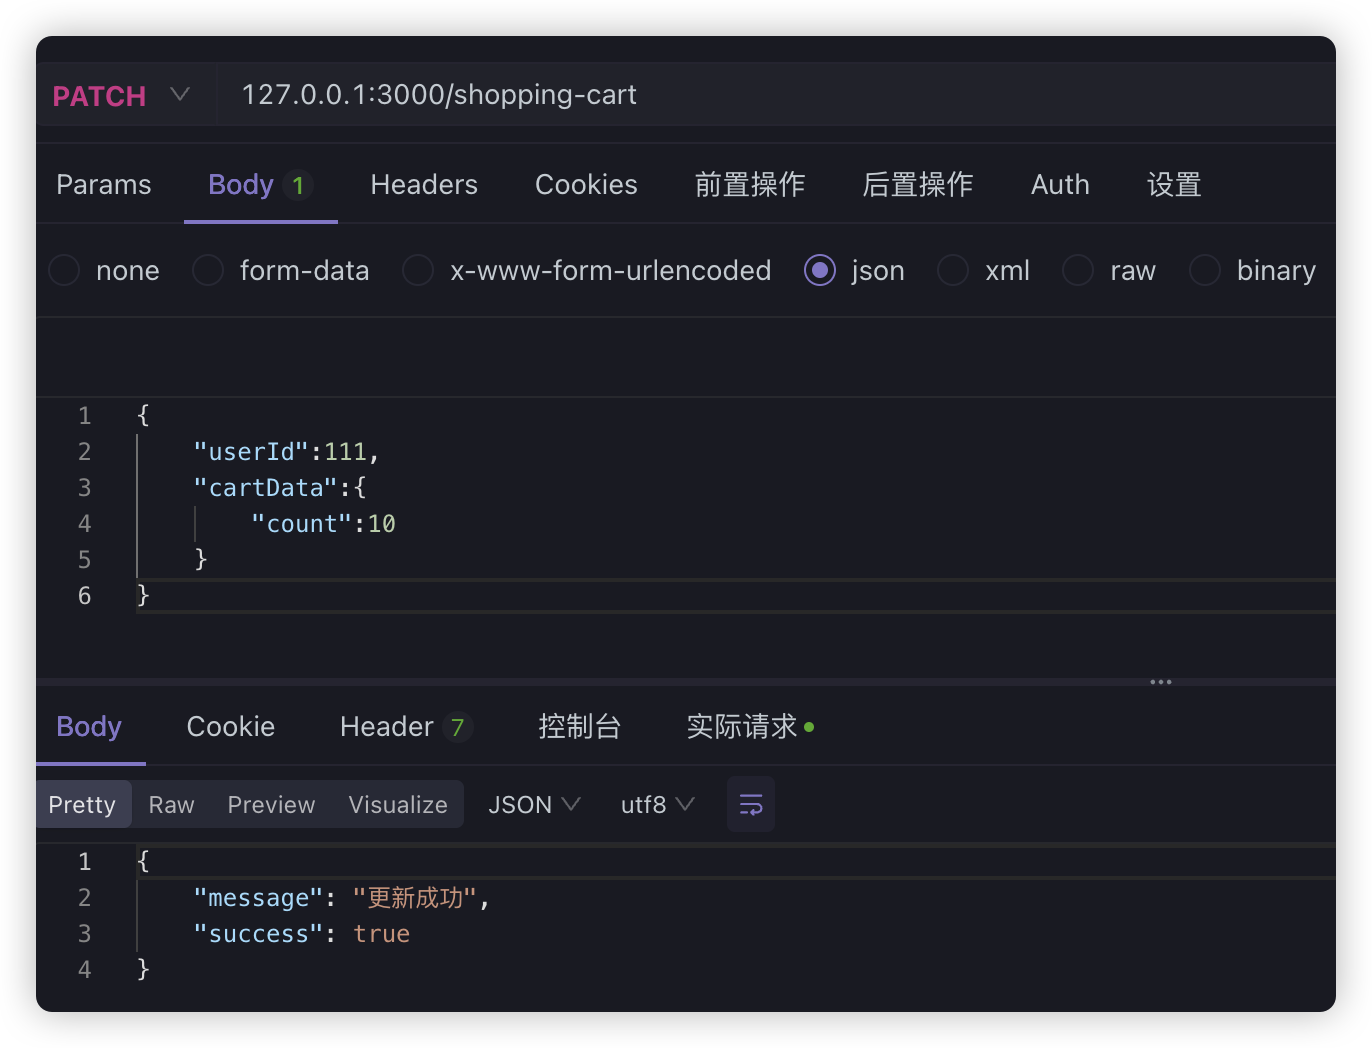 PATCH 127.0.0.1:3000/shopping-cart
Params Body 1 Headers Cookies 前置操作 后置操作 Auth 设置
none form-data x-www-form-urlencoded json xml raw binary
1 {
2 "userId":111,
3 "cartData":{
4 "count":10
5 }
6 }
Body Cookie Header 7 控制台 实际请求
Pretty Raw Preview Visualize JSON utf8
1 {
2 "message": "更新成功",
3 "success": true
4 }